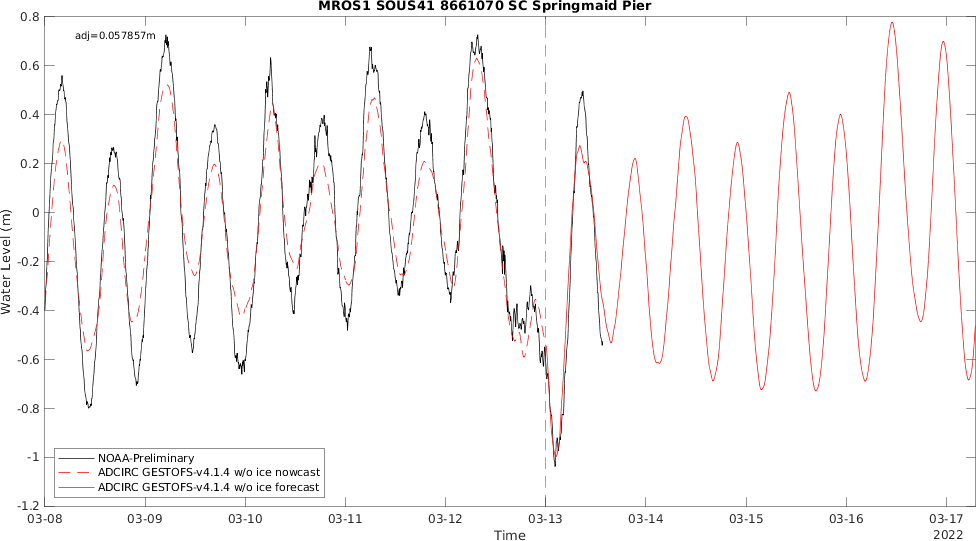 MROS1 SOUS41 8661070 SC Springmaid Pier
adj=0.057857m
0.8
0.6
0.4
0.2
0
-0.2
-0.4
-0.6
-0.8
-1
-1.2
Water Level (m)
NOAA-Preliminary
ADCIRC GESTOFS-v4.1.4 w/o ice nowcast
ADCIRC GESTOFS-v4.1.4 w/o ice forecast
03-08 03-09 03-10 03-11 03-12 03-13 03-14 03-15 03-16 03-17
Time
2022